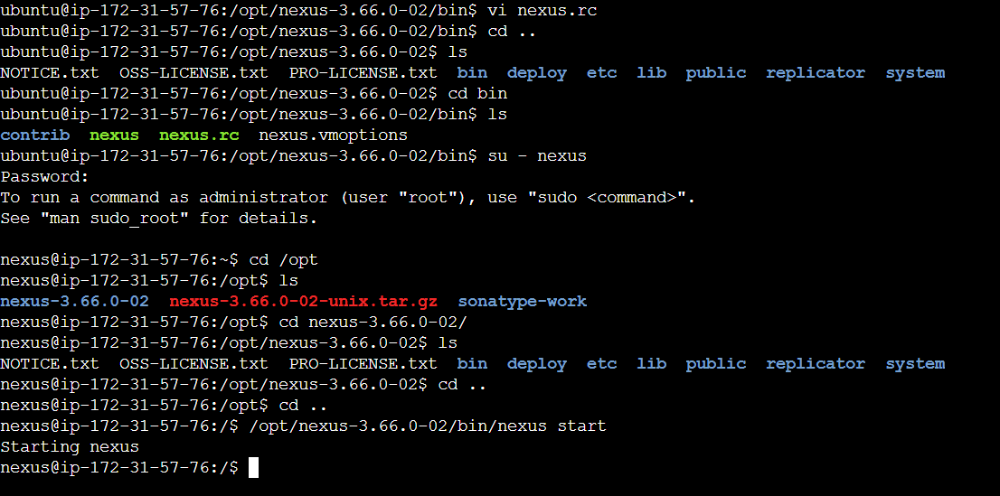 ubuntu@ip-172-31-57-76:/opt/nexus-3.66.0-02/bin$ vi nexus.rc
ubuntu@ip-172-31-57-76:/opt/nexus-3.66.0-02/bin$ cd ..
ubuntu@ip-172-31-57-76:/opt/nexus-3.66.0-02$ ls
NOTICE.txt  OSS-LICENSE.txt  PRO-LICENSE.txt  bin  deploy  etc  lib  public  replicator  system
ubuntu@ip-172-31-57-76:/opt/nexus-3.66.0-02$ cd bin
ubuntu@ip-172-31-57-76:/opt/nexus-3.66.0-02/bin$ ls
contrib  nexus  nexus.rc  nexus.vmoptions
ubuntu@ip-172-31-57-76:/opt/nexus-3.66.0-02/bin$ su - nexus
Password:
To run a command as administrator (user "root"), use "sudo <command>".
See "man sudo_root" for details.
nexus@ip-172-31-57-76:~$ cd /opt
nexus@ip-172-31-57-76:/opt$ ls
nexus-3.66.0-02  nexus-3.66.0-02-unix.tar.gz  sonatype-work
nexus@ip-172-31-57-76:/opt$ cd nexus-3.66.0-02/
nexus@ip-172-31-57-76:/opt/nexus-3.66.0-02$ ls
NOTICE.txt  OSS-LICENSE.txt  PRO-LICENSE.txt  bin  deploy  etc  lib  public  replicator  system
nexus@ip-172-31-57-76:/opt/nexus-3.66.0-02$ cd ..
nexus@ip-172-31-57-76:/opt$ cd ..
nexus@ip-172-31-57-76:/$ /opt/nexus-3.66.0-02/bin/nexus start
Starting nexus
nexus@ip-172-31-57-76:/$